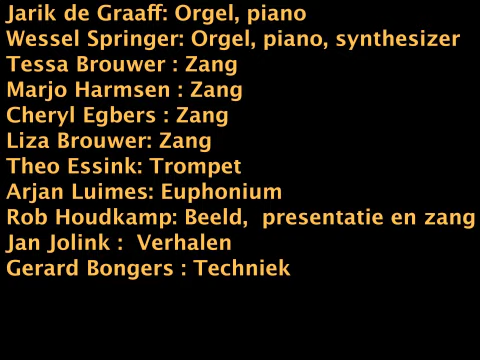 Jarik de Graaff: Orgel, piano
Wessel Springer: Orgel, piano, synthesizer
Tessa Brouwer : Zang
Marjo Harmsen : Zang
Cheryl Egbers : Zang
Liza Brouwer: Zang
Theo Essink: Trompet
Arjan Luimes: Euphonium
Rob Houdkamp: Beeld,  presentatie en zang
Jan Jolink :  Verhalen
Gerard Bongers : Techniek